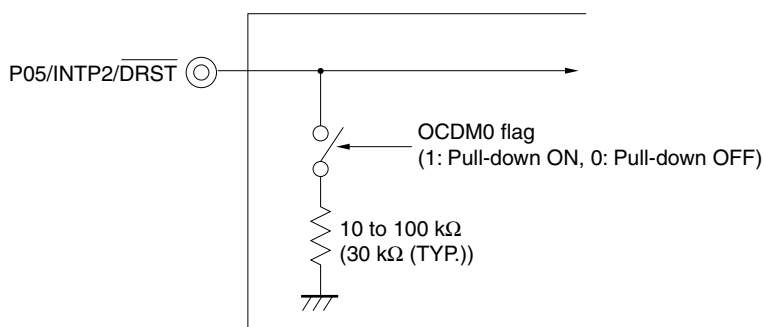 P05/INTP2/D̅R̅S̅T̅
OCDM0 flag
(1: Pull-down ON, 0: Pull-down OFF)
10 to 100 kΩ
(30 kΩ (TYP.))